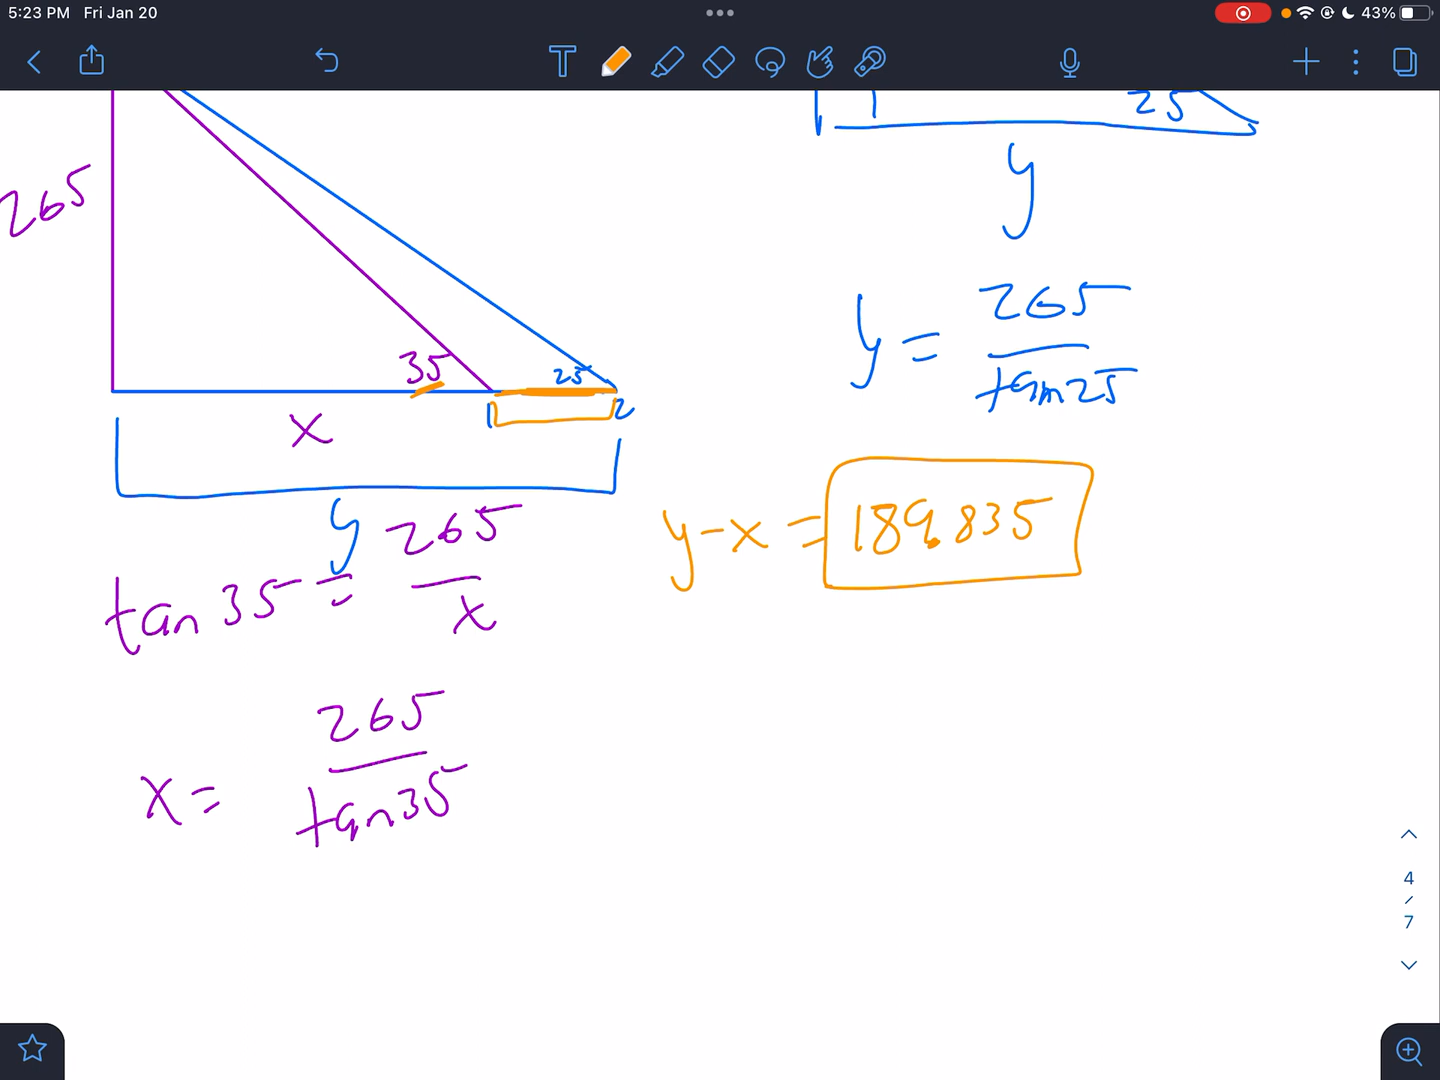 5:23 PM Fri Jan 20
43%
T
25
y
265
35
25
1
2
x
y
y = 265 / tan25
y-x = 189.835
tan 35 = 265 / x
x = 265 / tan35
4
/
7